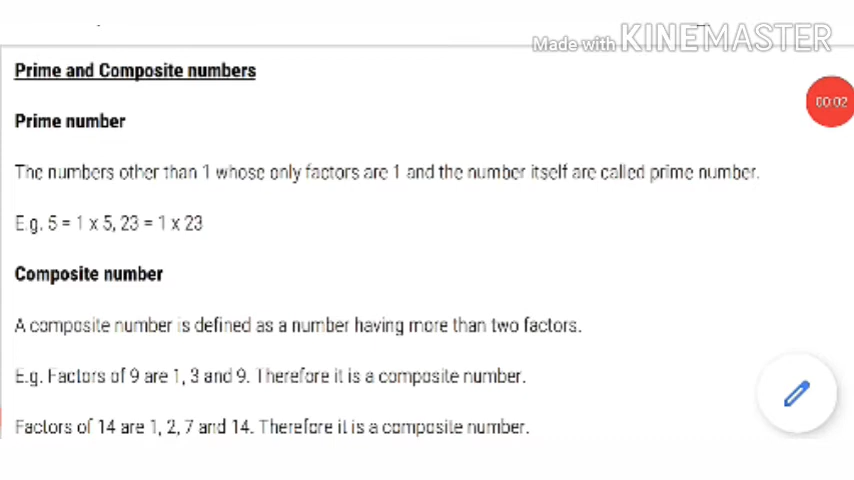 Made with KINEMASTER
Prime and Composite numbers
00:02
Prime number
The numbers other than 1 whose only factors are 1 and the number itself are called prime number.
E.g. 5 = 1 x 5, 23 = 1 x 23
Composite number
A composite number is defined as a number having more than two factors.
E.g. Factors of 9 are 1, 3 and 9. Therefore it is a composite number.
Factors of 14 are 1, 2, 7 and 14. Therefore it is a composite number.